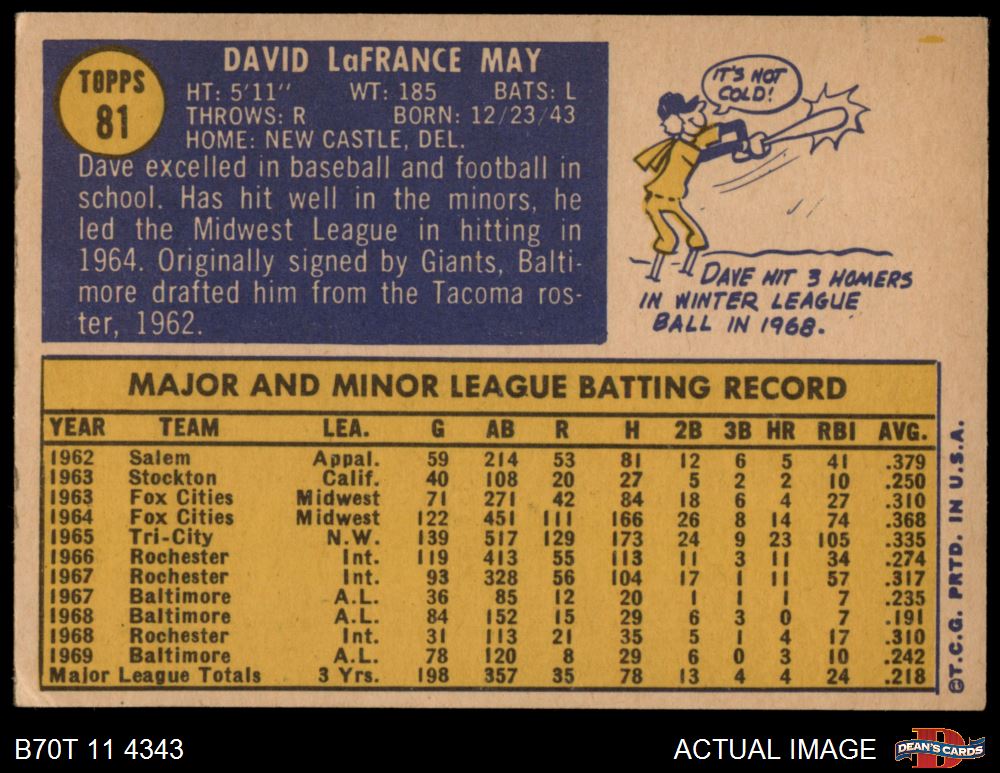 TOPPS
81
DAVID LaFRANCE MAY
HT: 5'11" WT: 185 BATS: L
THROWS: R BORN: 12/23/43
HOME: NEW CASTLE, DEL.
Dave excelled in baseball and football in
school. Has hit well in the minors, he
led the Midwest League in hitting in
1964. Originally signed by Giants, Balti-
more drafted him from the Tacoma ros-
ter, 1962.
IT'S NOT
COLD!
DAVE HIT 3 HOMERS
IN WINTER LEAGUE
BALL IN 1968.
MAJOR AND MINOR LEAGUE BATTING RECORD
YEAR TEAM LEA. G AB R H 2B 3B HR RBI AVG.
1962 Salem Appal. 59 214 53 81 12 6 5 41 .379
1963 Stockton Calif. 40 108 20 27 5 2 2 10 .250
1963 Fox Cities Midwest 71 271 42 84 18 6 4 27 .310
1964 Fox Cities Midwest 122 451 111 166 26 8 14 74 .368
1965 Tri-City N.W. 139 517 129 173 24 9 23 105 .335
1966 Rochester Int. 119 413 55 113 11 3 11 34 .274
1967 Rochester Int. 93 328 56 104 17 1 11 57 .317
1967 Baltimore A.L. 36 85 12 20 1 1 1 7 .235
1968 Baltimore A.L. 84 152 15 29 6 3 0 7 .191
1968 Rochester Int. 31 113 21 35 5 1 4 17 .310
1969 Baltimore A.L. 78 120 8 29 6 0 3 10 .242
Major League Totals 3 Yrs. 198 357 35 78 13 4 4 24 .218
©T.C.G. PRTD. IN U.S.A.
B70T 11 4343
ACTUAL IMAGE
D
DEAN'S CARDS